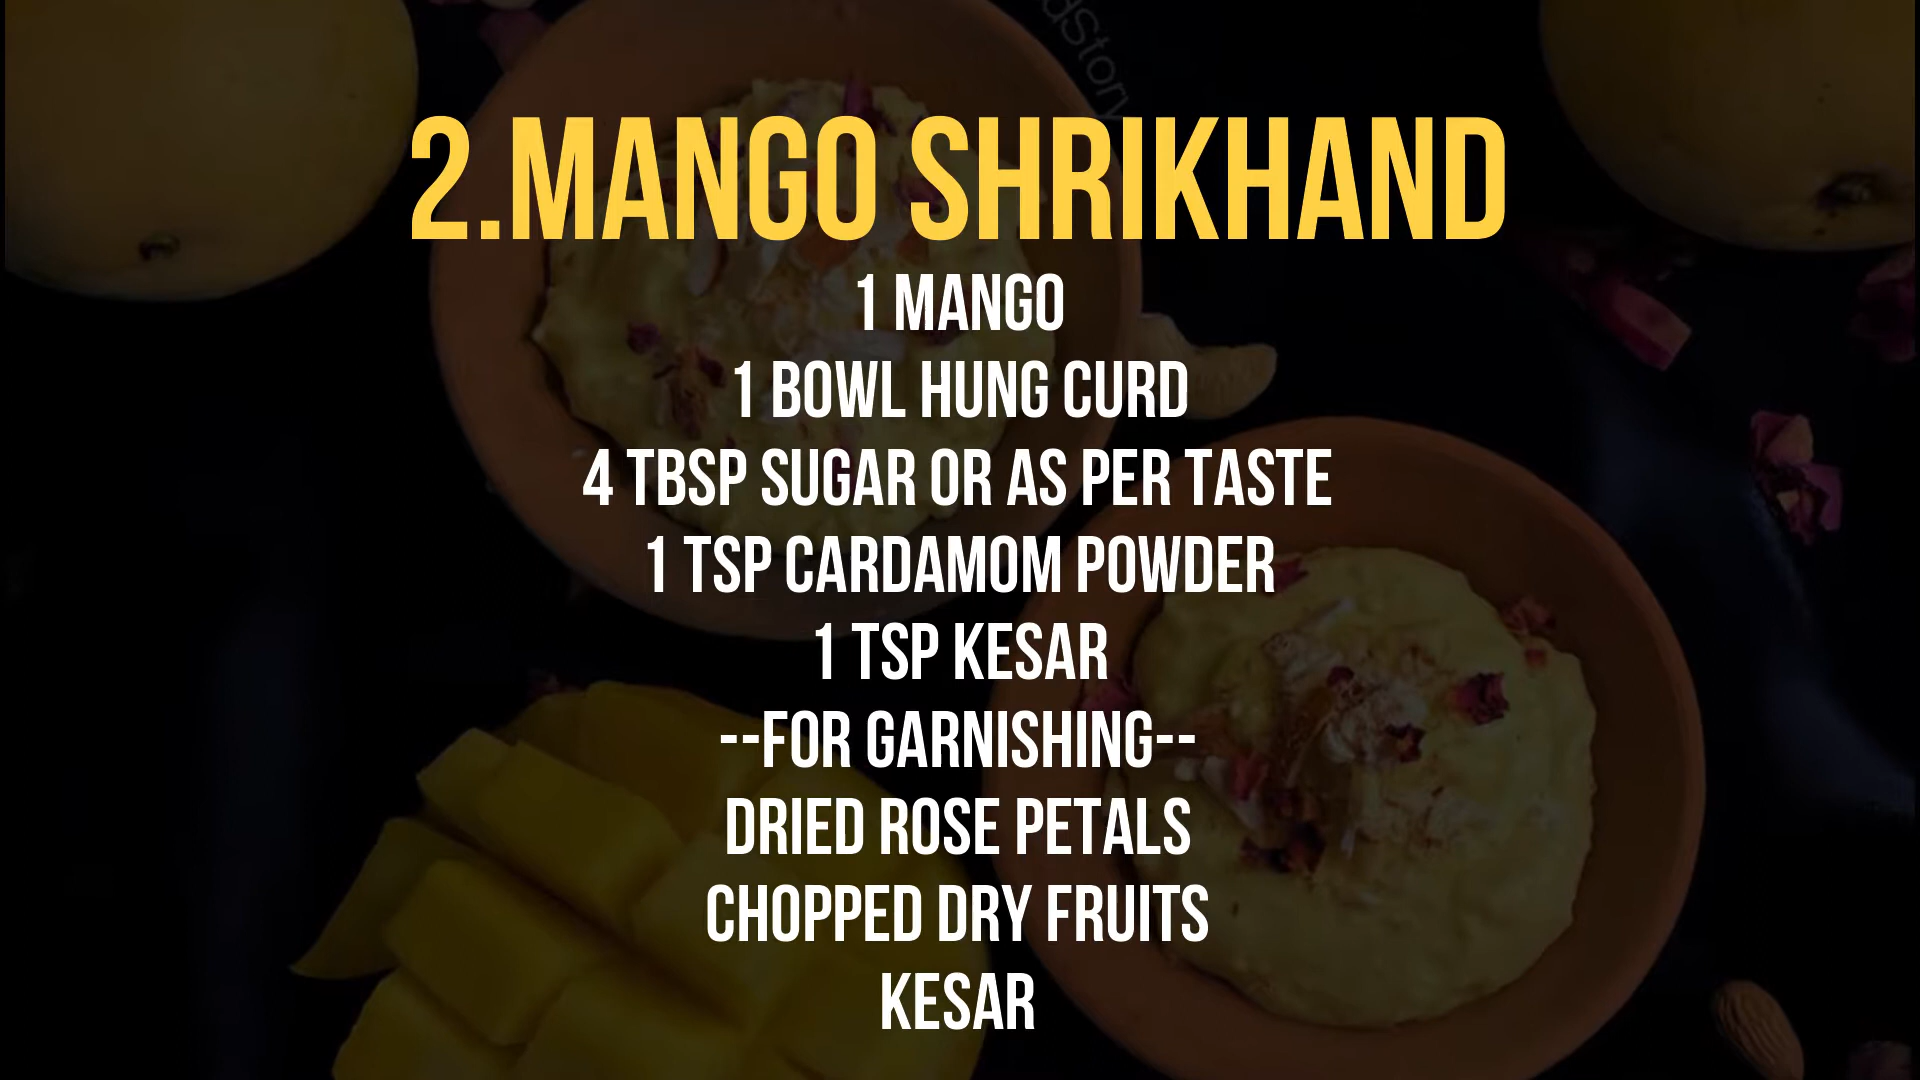 2.MANGO SHRIKHAND
1 MANGO
1 BOWL HUNG CURD
4 TBSP SUGAR OR AS PER TASTE
1 TSP CARDAMOM POWDER
1 TSP KESAR
--FOR GARNISHING--
DRIED ROSE PETALS
CHOPPED DRY FRUITS
KESAR